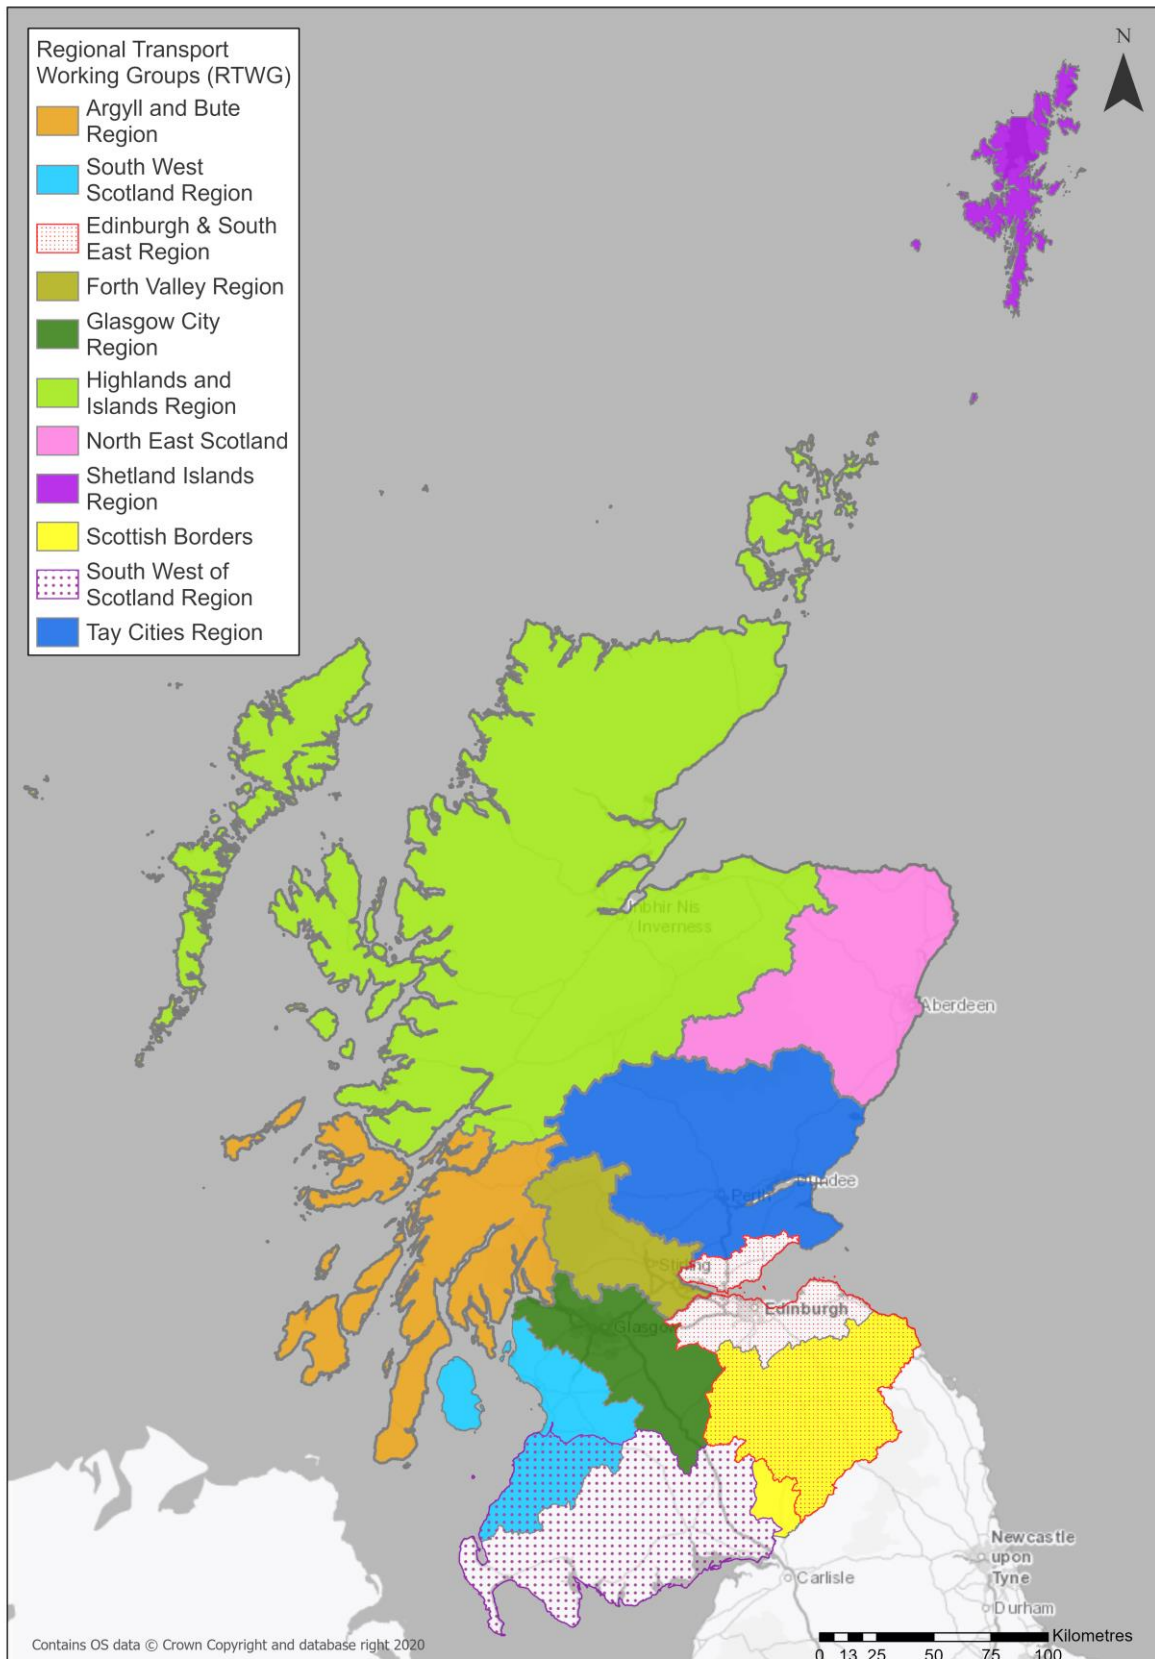 Regional Transport
Working Groups (RTWG)
Argyll and Bute
Region
South West
Scotland Region
Edinburgh & South
East Region
Forth Valley Region
Glasgow City
Region
Highlands and
Islands Region
North East Scotland
Shetland Islands
Region
Scottish Borders
South West of
Scotland Region
Tay Cities Region
N
Inbhir Nis
/ Inverness
Aberdeen
Dundee
Perth
Stirling
Edinburgh
Glasgow
Newcastle
upon
Tyne
Carlisle
Durham
Contains OS data © Crown Copyright and database right 2020
Kilometres
0 13 25 50 75 100